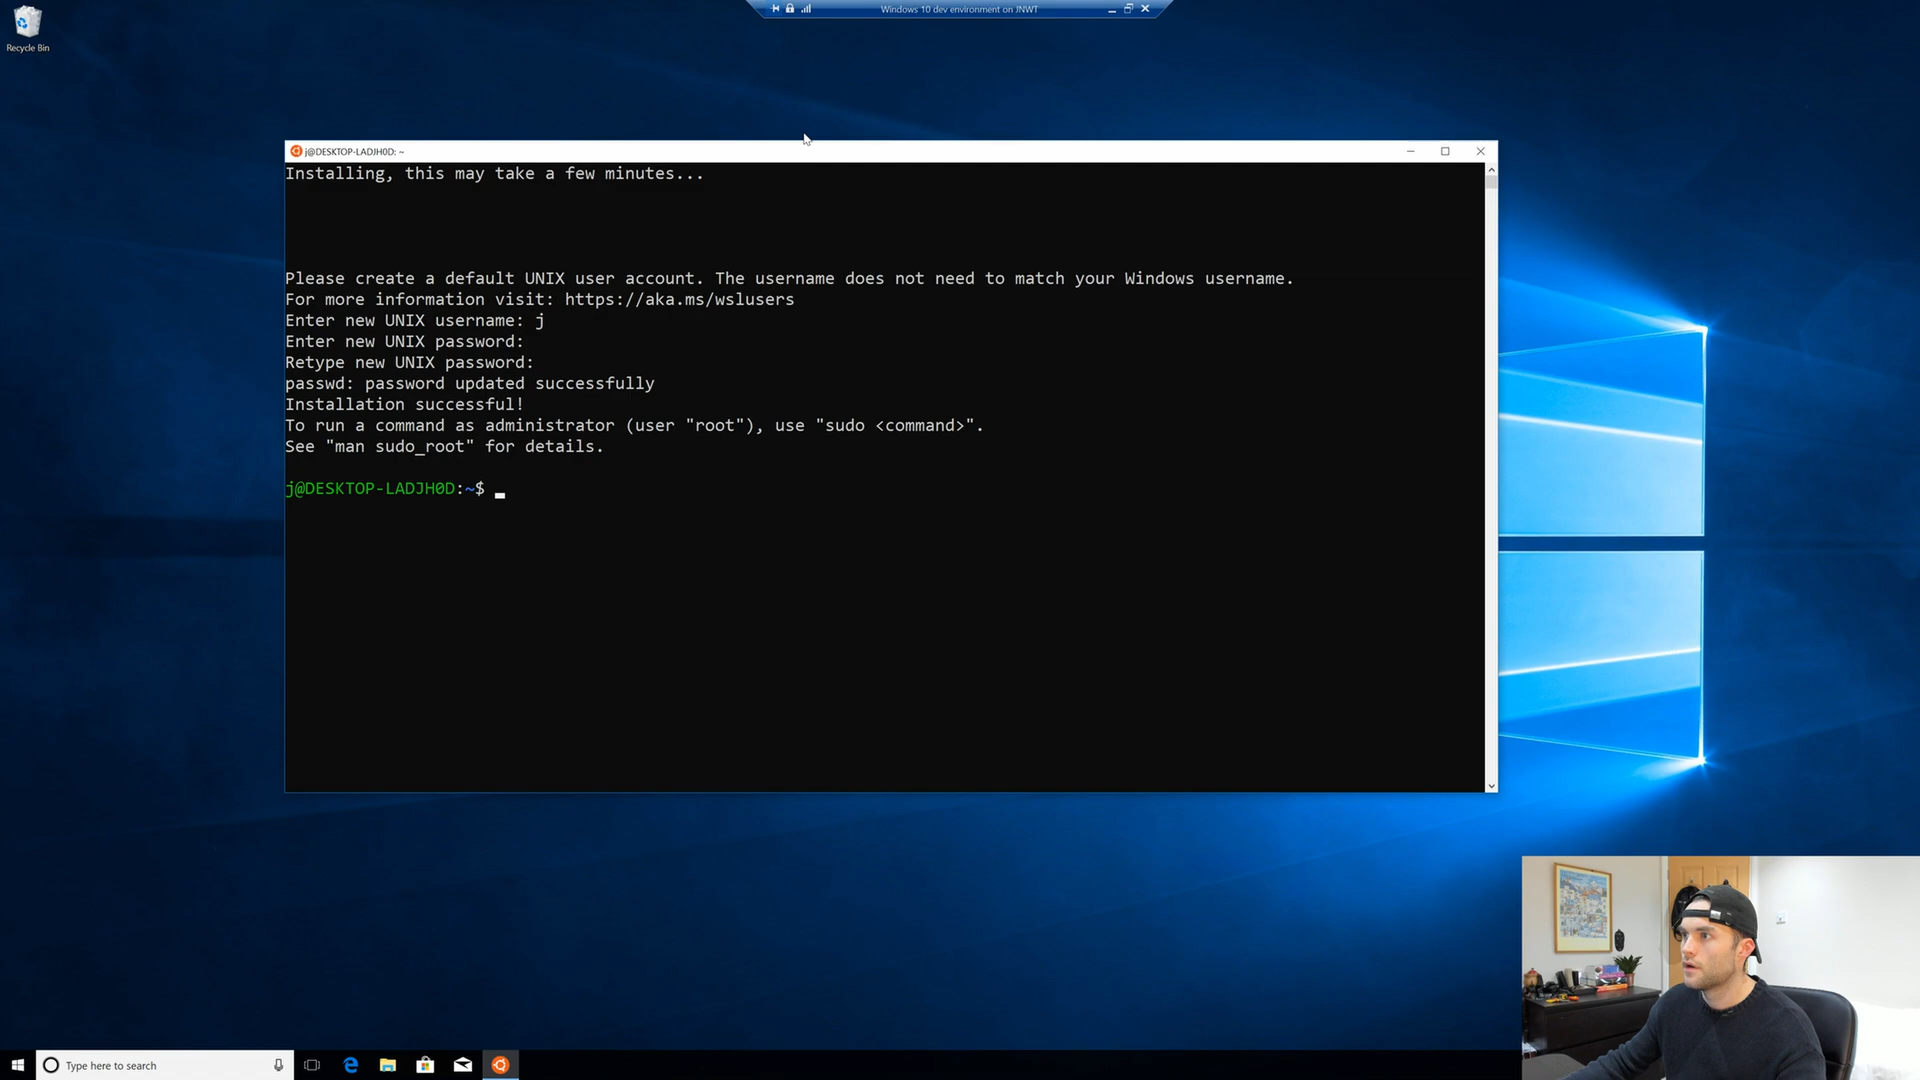 Recycle Bin
Windows 10 dev environment on JNWT
j@DESKTOP-LADJH0D: ~
Installing, this may take a few minutes...
Please create a default UNIX user account. The username does not need to match your Windows username.
For more information visit: https://aka.ms/wslusers
Enter new UNIX username: j
Enter new UNIX password:
Retype new UNIX password:
passwd: password updated successfully
Installation successful!
To run a command as administrator (user "root"), use "sudo <command>".
See "man sudo_root" for details.
j@DESKTOP-LADJH0D:~$
Type here to search